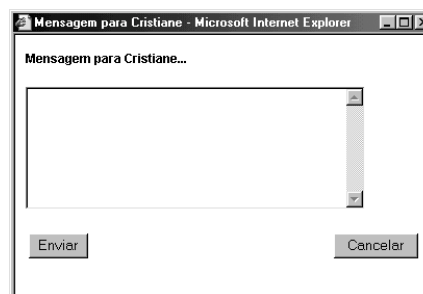 Mensagem para Cristiane - Microsoft Internet Explorer
Mensagem para Cristiane...
Enviar
Cancelar